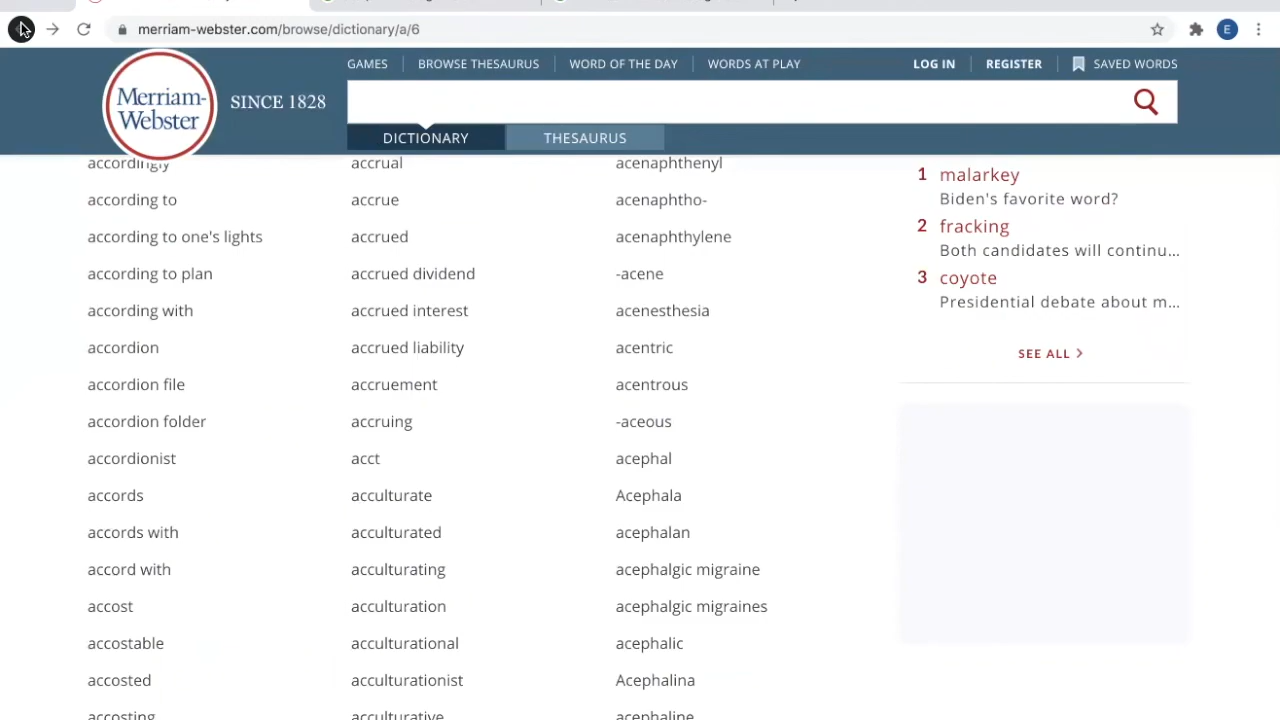 merriam-webster.com/browse/dictionary/a/6
E
GAMES
BROWSE THESAURUS
WORD OF THE DAY
WORDS AT PLAY
LOG IN
REGISTER
SAVED WORDS
Merriam-
Webster
SINCE 1828
DICTIONARY
THESAURUS
accordingly
according to
according to one's lights
according to plan
according with
accordion
accordion file
accordion folder
accordionist
accords
accords with
accord with
accost
accostable
accosted
accosting
accrual
accrue
accrued
accrued dividend
accrued interest
accrued liability
accruement
accruing
acct
acculturate
acculturated
acculturating
acculturation
acculturational
acculturationist
acculturative
acenaphthenyl
acenaphtho-
acenaphthylene
-acene
acenesthesia
acentric
acentrous
-aceous
acephal
Acephala
acephalan
acephalgic migraine
acephalgic migraines
acephalic
Acephalina
acephaline
1 malarkey
Biden's favorite word?
2 fracking
Both candidates will continu...
3 coyote
Presidential debate about m...
SEE ALL >